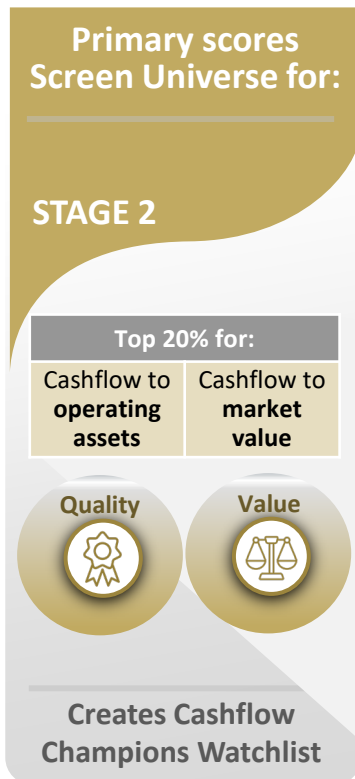 Primary scores
Screen Universe for:
STAGE 2
Top 20% for:
Cashflow to
operating
assets
Cashflow to
market
value
Quality
Value
Creates Cashflow
Champions Watchlist